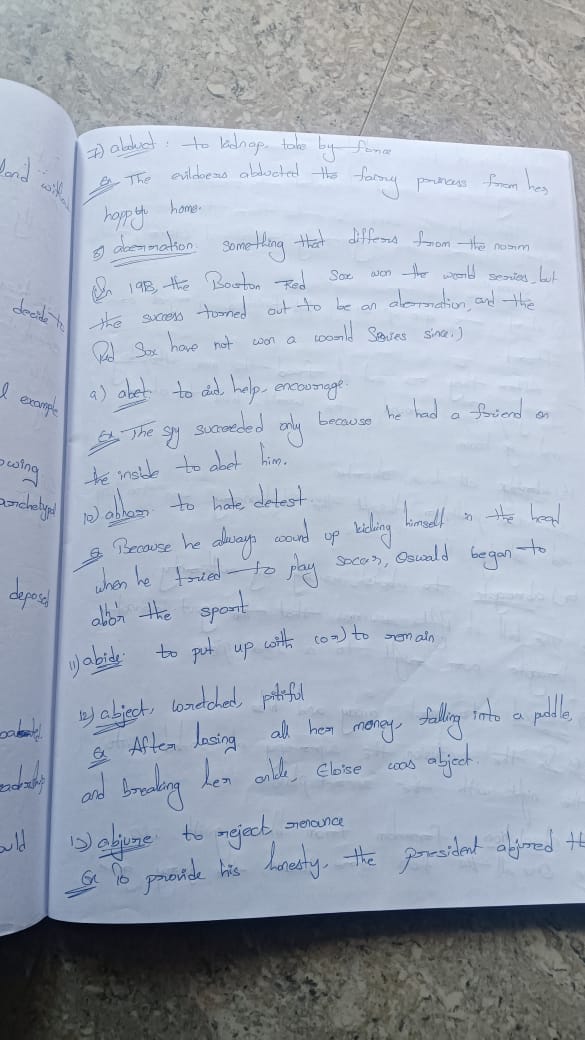 land with
decide to
example
owing
archetypal
depose
would
7) abduct : to kidnap, take by force
Ex The evildoers abducted the fairy princess from her
happy home.
8) aberration: something that differs from the norm
(In 1918, the Boston Red Sox won the world series, but
the success turned out to be an aberration, and the
Red Sox have not won a world Series since.)
9) abet: to aid, help, encourage.
Ex The spy succeeded only because he had a friend on
the inside to abet him.
10) abhor: to hate, detest
Ex Because he always wound up kicking himself in the head
when he tried to play soccer, Oswald began to
abhor the sport
11) abide: to put up with (or) to remain
12) abject, wretched, pitiful
Ex After losing all her money, falling into a puddle,
and breaking her ankle, Eloise was abject.
13) abjure: to reject renounce
Ex To provide his honesty, the president abjured th